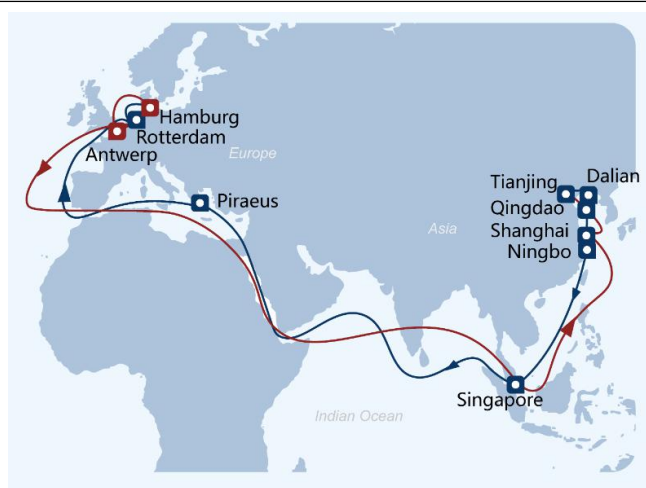 Hamburg
Rotterdam
Antwerp
Europe
Piraeus
Tianjing
Dalian
Qingdao
Shanghai
Ningbo
Asia
Singapore
Indian Ocean